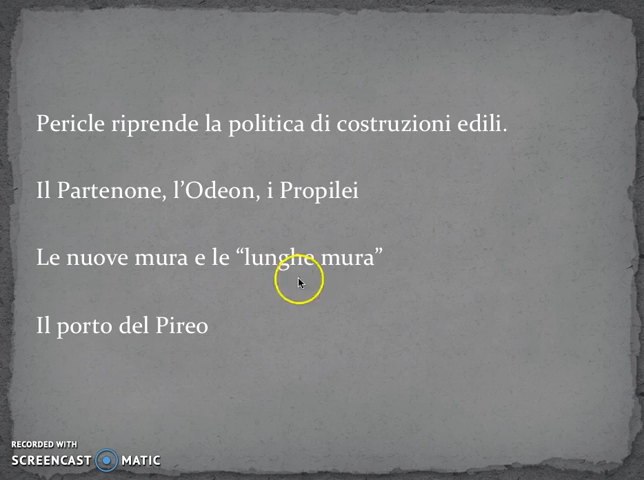 Pericle riprende la politica di costruzioni edili.
Il Partenone, l’Odeon, i Propilei
Le nuove mura e le “lunghe mura”
Il porto del Pireo
RECORDED WITH
SCREENCAST MATIC